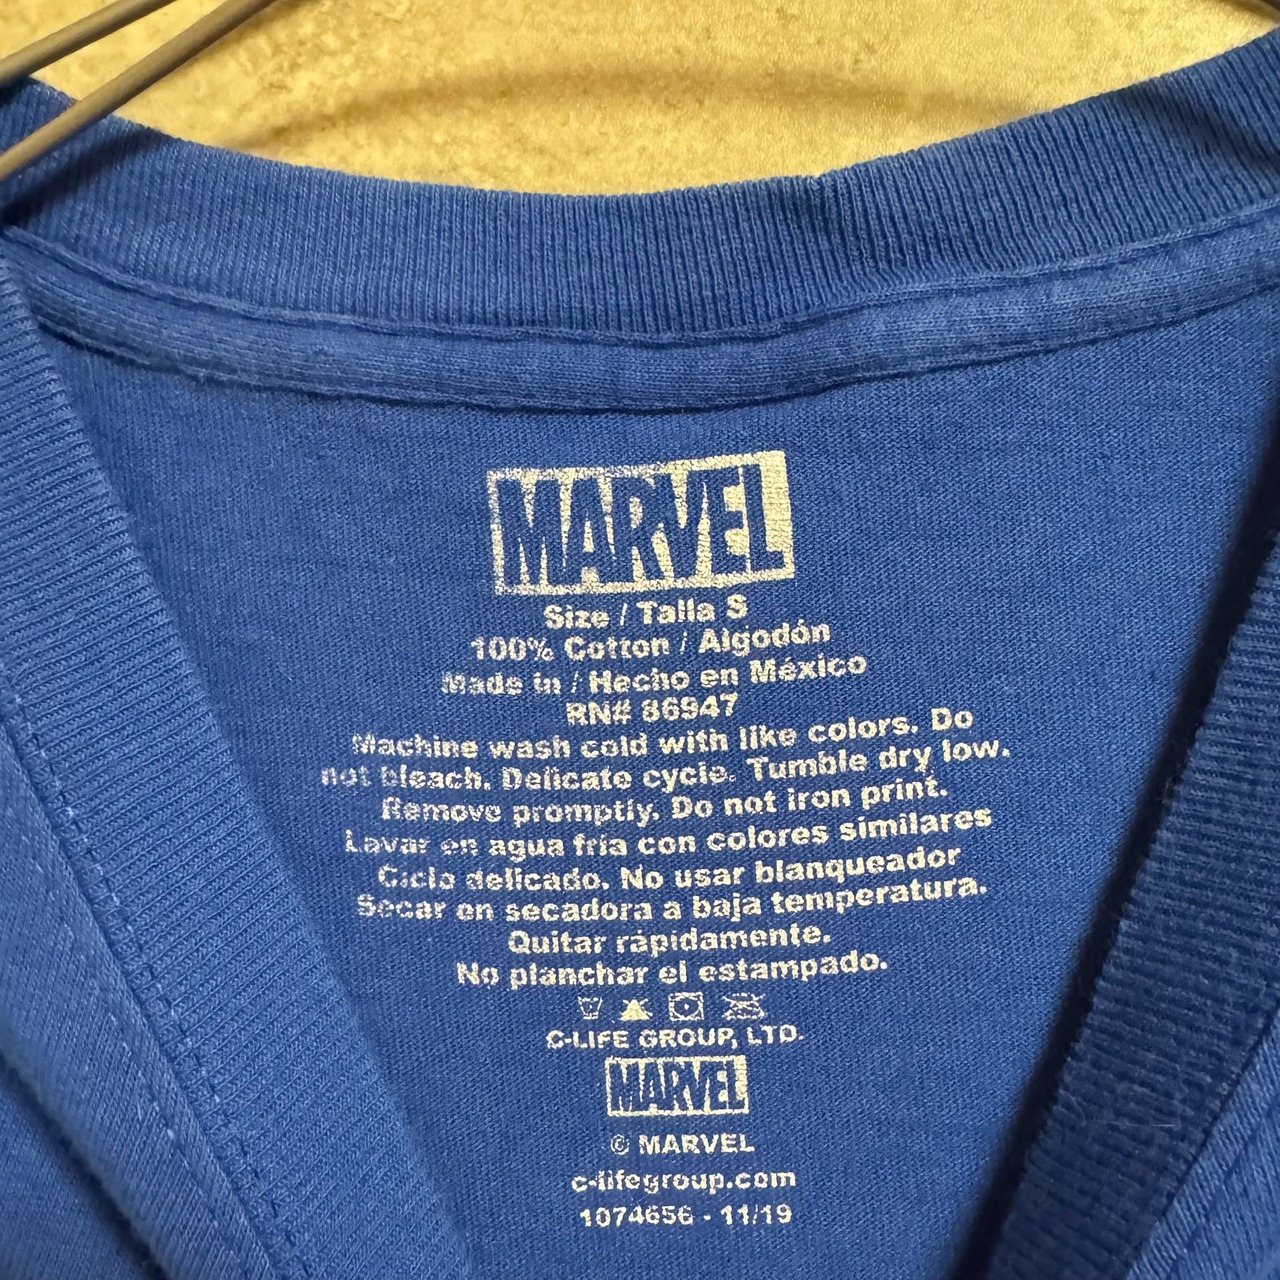 MARVEL
Size / Talla S
100% Cotton / Algodón
Made in / Hecho en México
RN# 86947
Machine wash cold with like colors. Do
not bleach. Delicate cycle. Tumble dry low.
Remove promptly. Do not iron print.
Lavar en agua fría con colores similares
Ciclo delicado. No usar blanqueador
Secar en secadora a baja temperatura.
Quitar rápidamente.
No planchar el estampado.
C-LIFE GROUP, LTD.
MARVEL
© MARVEL
c-lifegroup.com
1074656 - 11/19